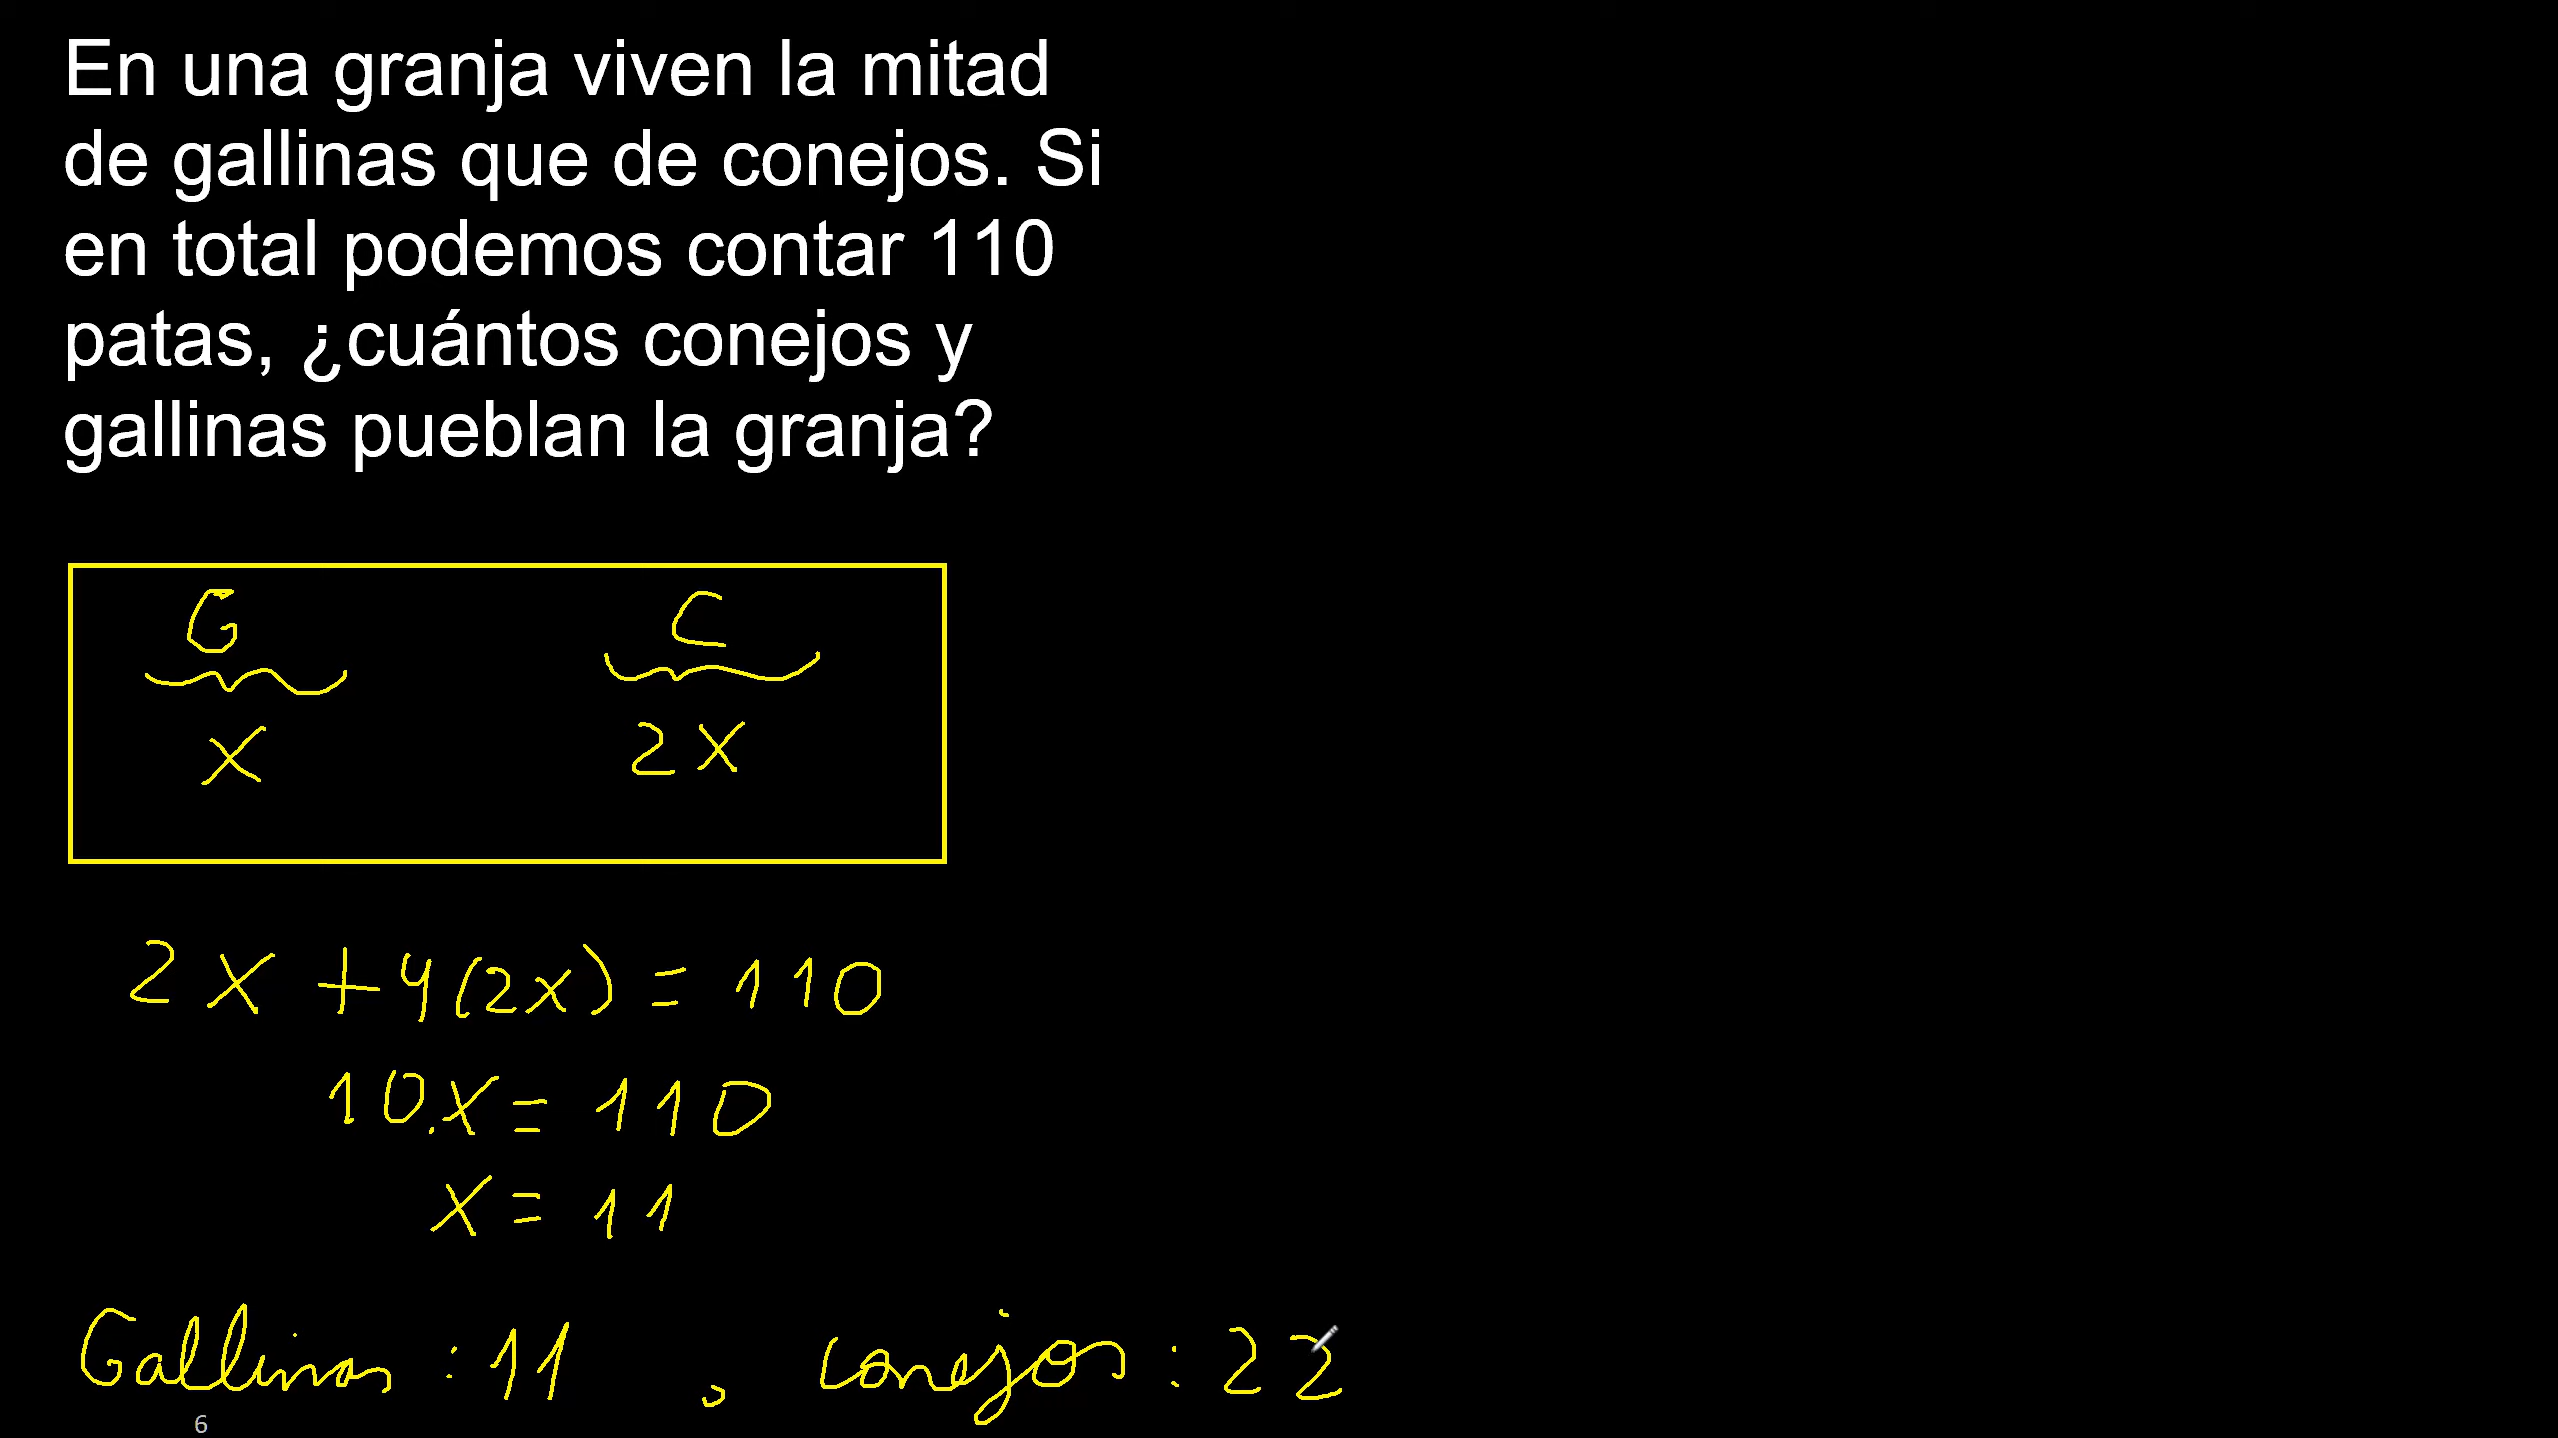 En una granja viven la mitad
de gallinas que de conejos. Si
en total podemos contar 110
patas, ¿cuántos conejos y
gallinas pueblan la granja?
G C
x 2x
2x + 4(2x) = 110
10.x = 110
x = 11
Gallinas : 11 , conejos : 22
6